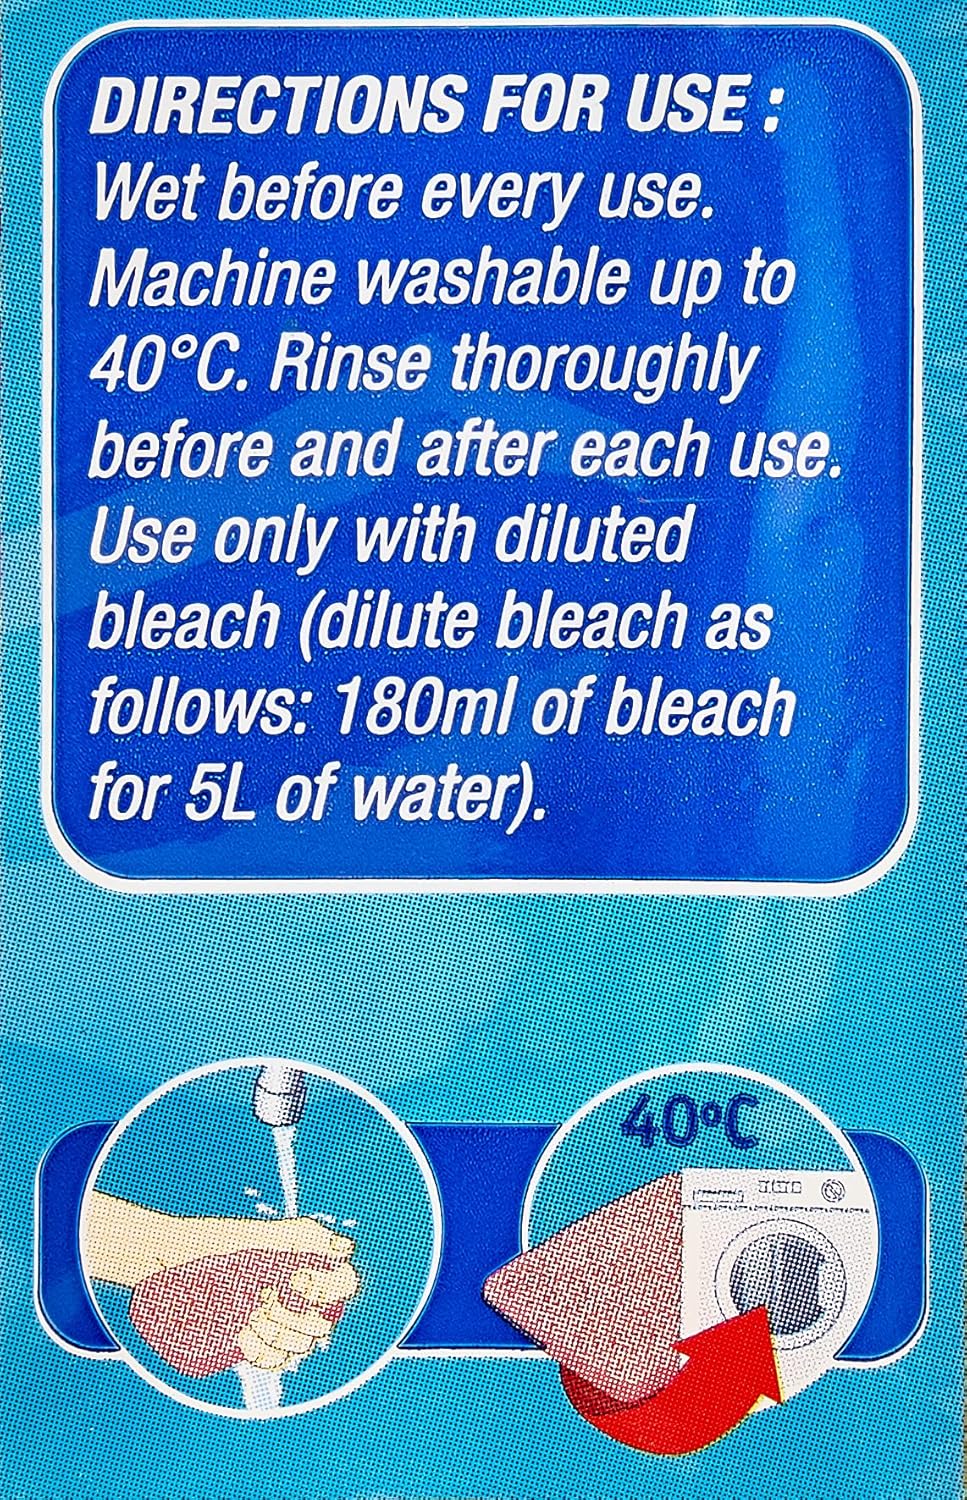 DIRECTIONS FOR USE :
Wet before every use.
Machine washable up to
40°C. Rinse thoroughly
before and after each use.
Use only with diluted
bleach (dilute bleach as
follows: 180ml of bleach
for 5L of water).
40°C